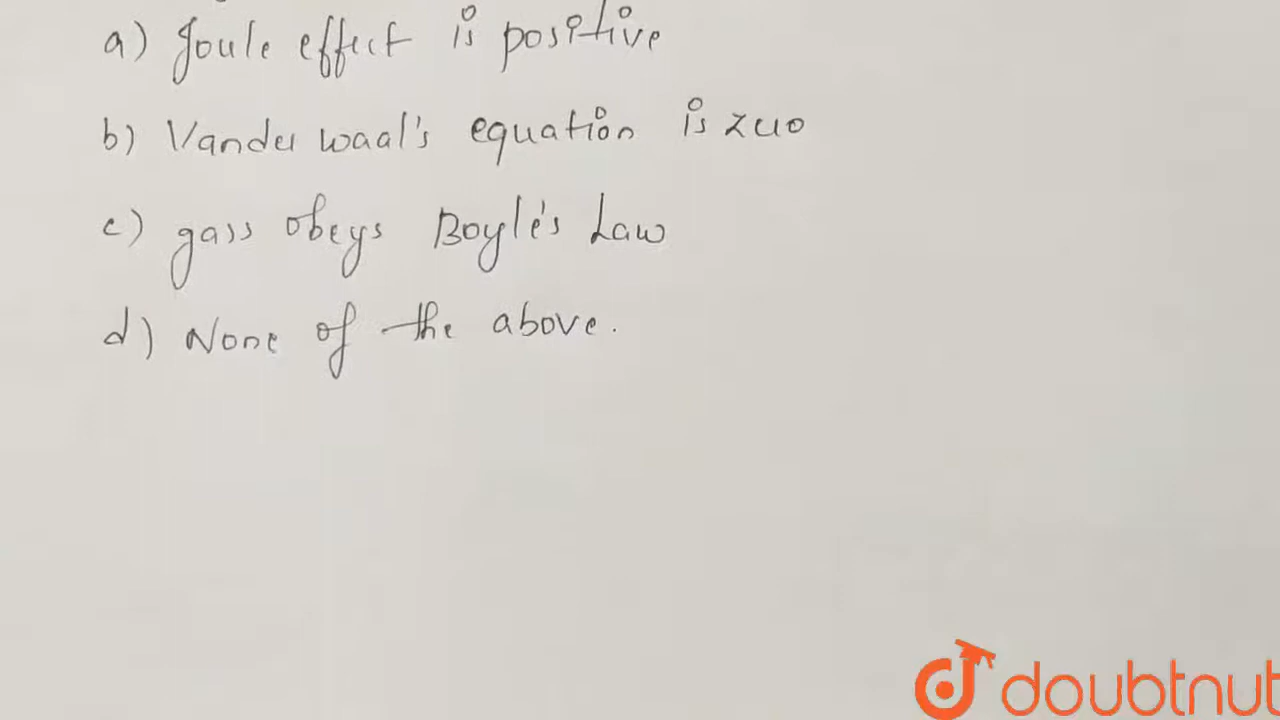 a) Joule effect is positive
b) Vander waal's equation is zero
c) gass obeys Boyle's Law
d) None of the above.
doubtnut